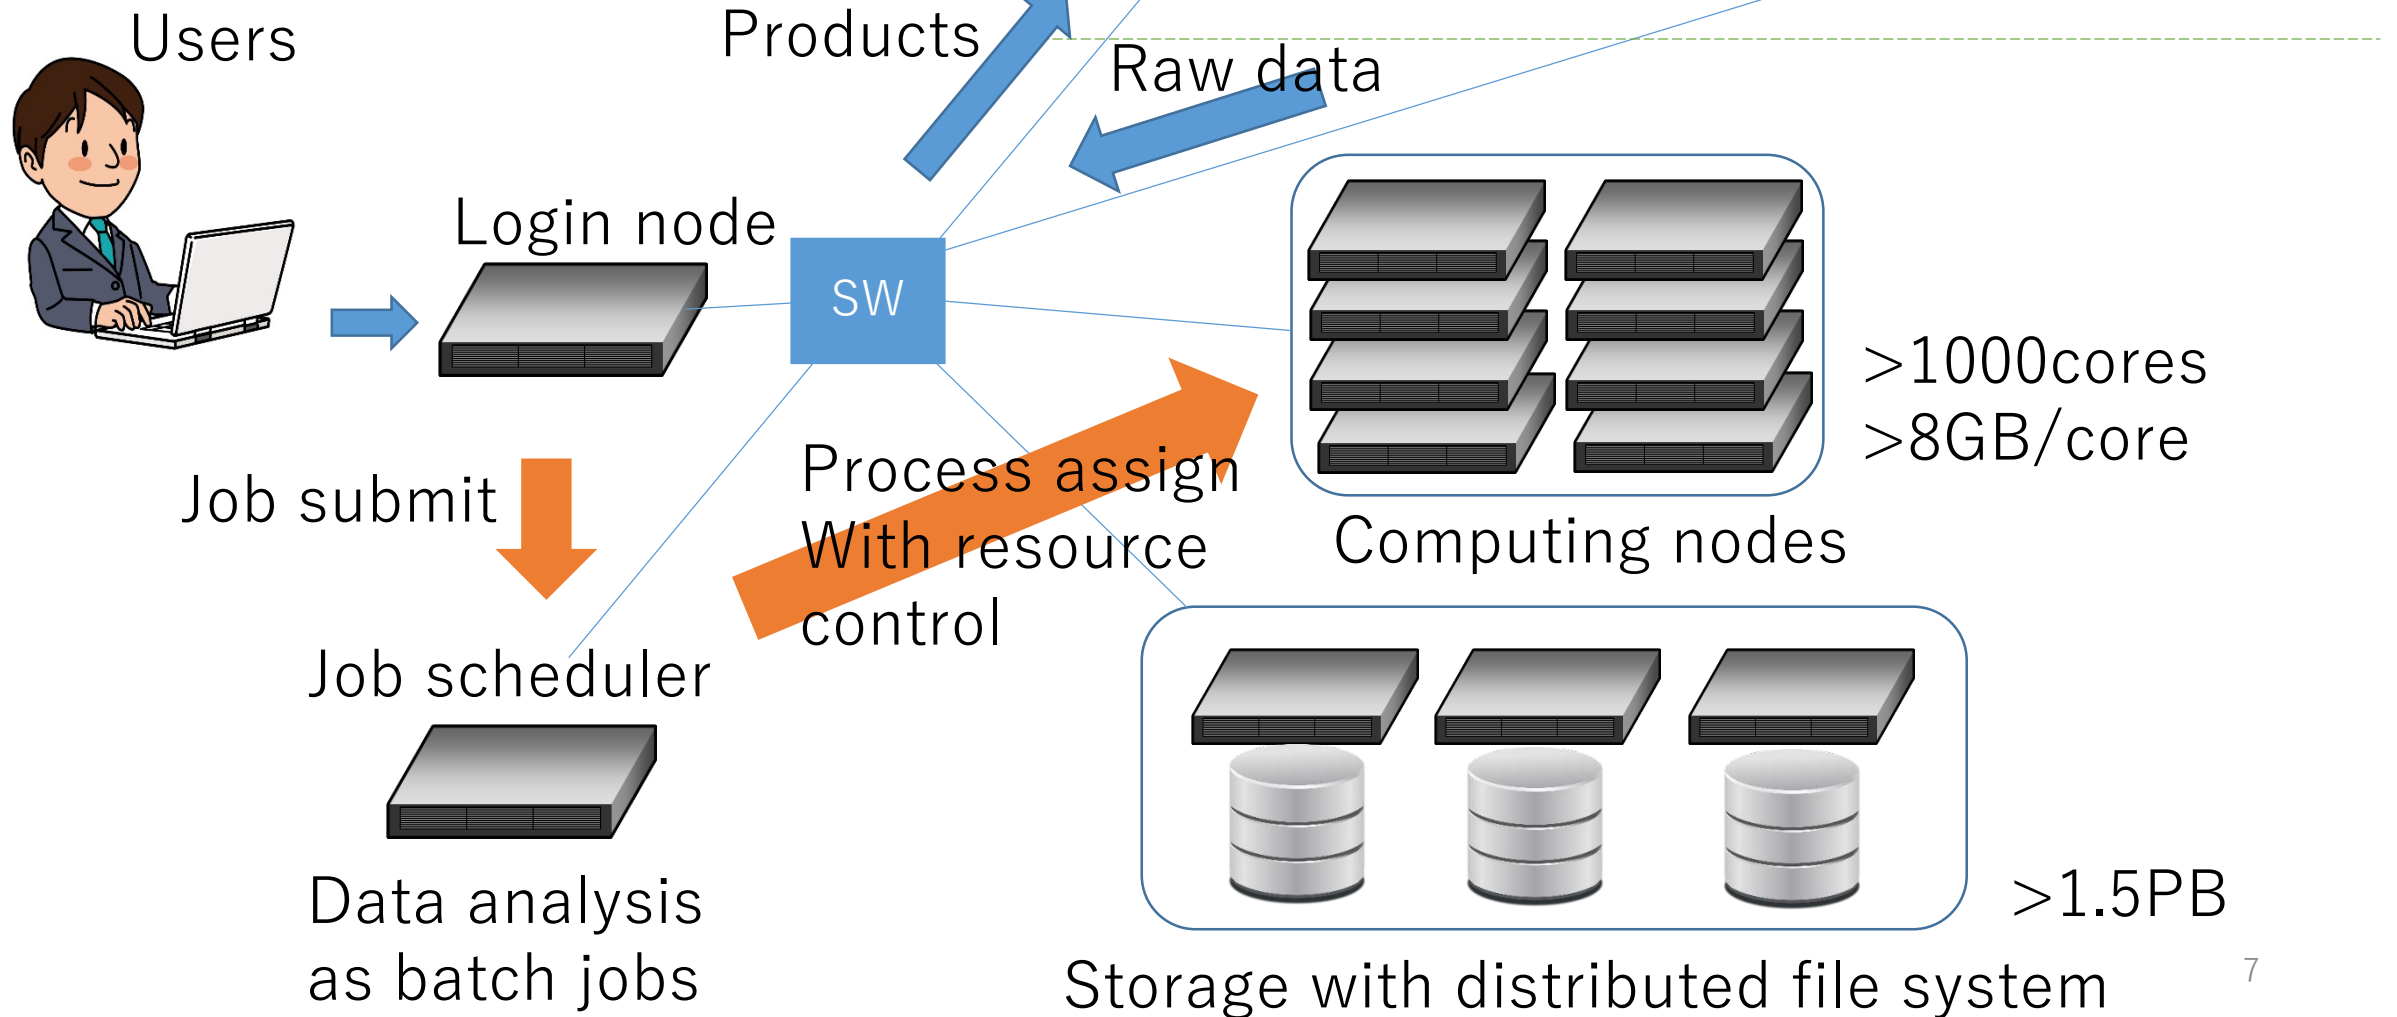 Users
Products
Raw data
Login node
SW
>1000cores
>8GB/core
Job submit
Process assign
With resource
control
Computing nodes
Job scheduler
Data analysis
as batch jobs
>1.5PB
Storage with distributed file system
7